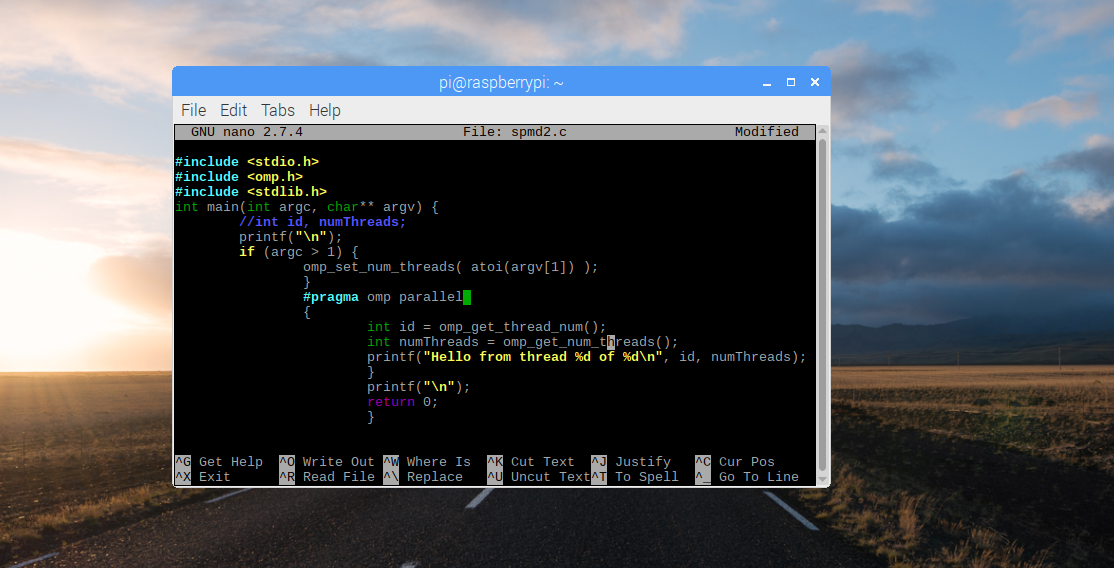 pi@raspberrypi: ~
File Edit Tabs Help
GNU nano 2.7.4 File: spmd2.c Modified
#include <stdio.h>
#include <omp.h>
#include <stdlib.h>
int main(int argc, char** argv) {
        //int id, numThreads;
        printf("\n");
        if (argc > 1) {
                omp_set_num_threads( atoi(argv[1]) );
                }
                #pragma omp parallel
                {
                        int id = omp_get_thread_num();
                        int numThreads = omp_get_num_threads();
                        printf("Hello from thread %d of %d\n", id, numThreads);
                        }
                        printf("\n");
                        return 0;
                        }
^G Get Help ^O Write Out ^W Where Is ^K Cut Text ^J Justify ^C Cur Pos
^X Exit ^R Read File ^\ Replace ^U Uncut Text ^T To Spell ^_ Go To Line